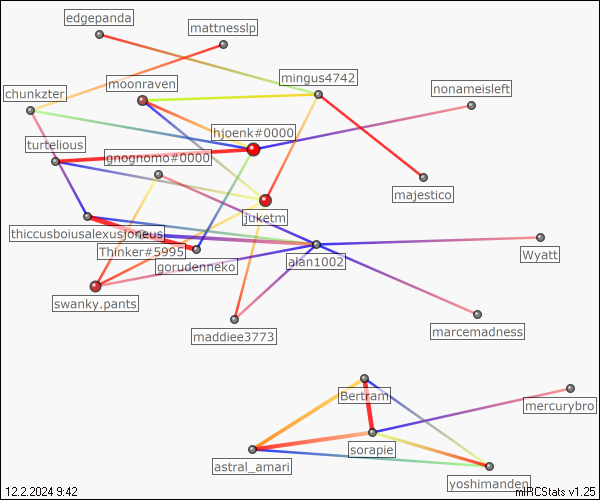 edgepanda
mattnesslp
mingus4742
moonraven
nonameisleft
chunkzter
hjoenk#0000
turtelious
gnognomo#0000
majestico
juketm
thiccusboiusalexusjoneus
Thinker#5995
gorudenneko
alan1002
Wyatt
swanky.pants
maddiee3773
marcemadness
Bertram
mercurybro
sorapie
astral_amari
yoshimanden
12.2.2024 9:42
mIRCStats v1.25